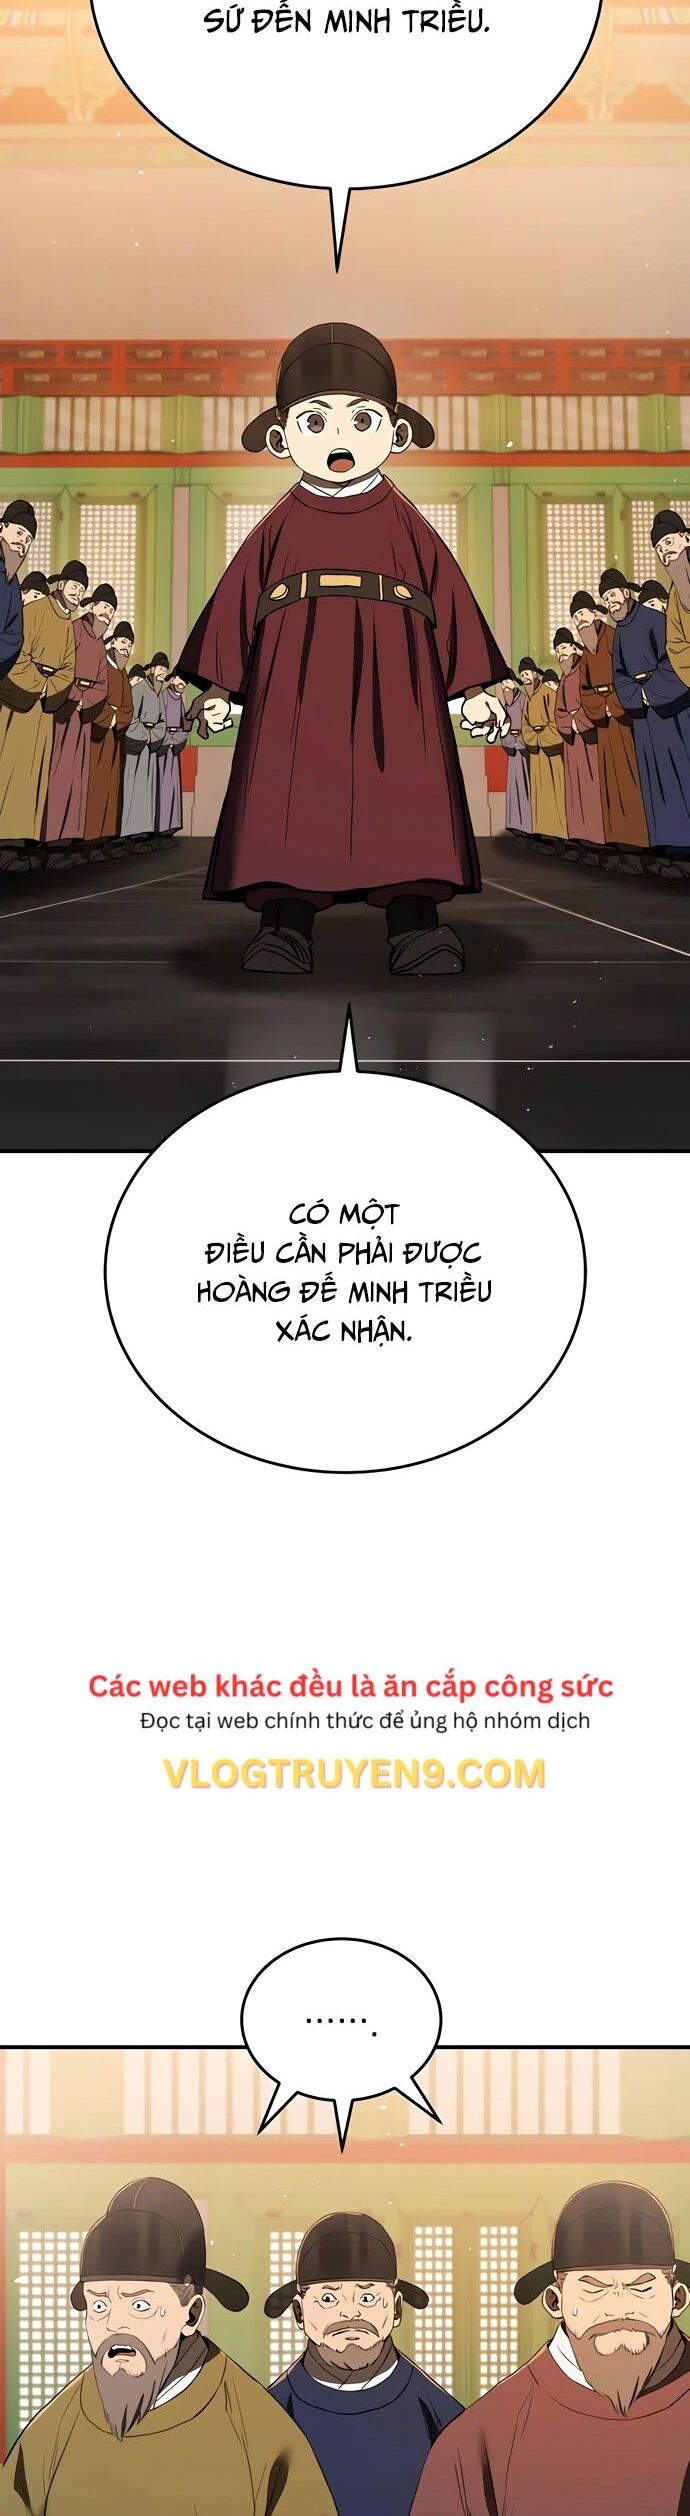 SỨ ĐẾN MINH TRIỀU.
CÓ MỘT
ĐIỀU CẦN PHẢI ĐƯỢC
HOÀNG ĐẾ MINH TRIỀU
XÁC NHẬN.
Các web khác đều là ăn cắp công sức
Đọc tại web chính thức để ủng hộ nhóm dịch
VLOGTRUYEN9.COM
.......